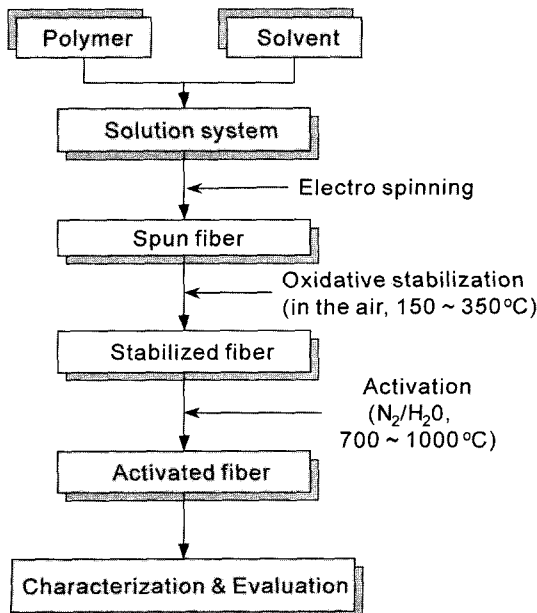 Polymer
Solvent
Solution system
Electro spinning
Spun fiber
Oxidative stabilization
(in the air, 150 ~ 350°C)
Stabilized fiber
Activation
(N₂/H₂0,
700 ~ 1000°C)
Activated fiber
Characterization & Evaluation